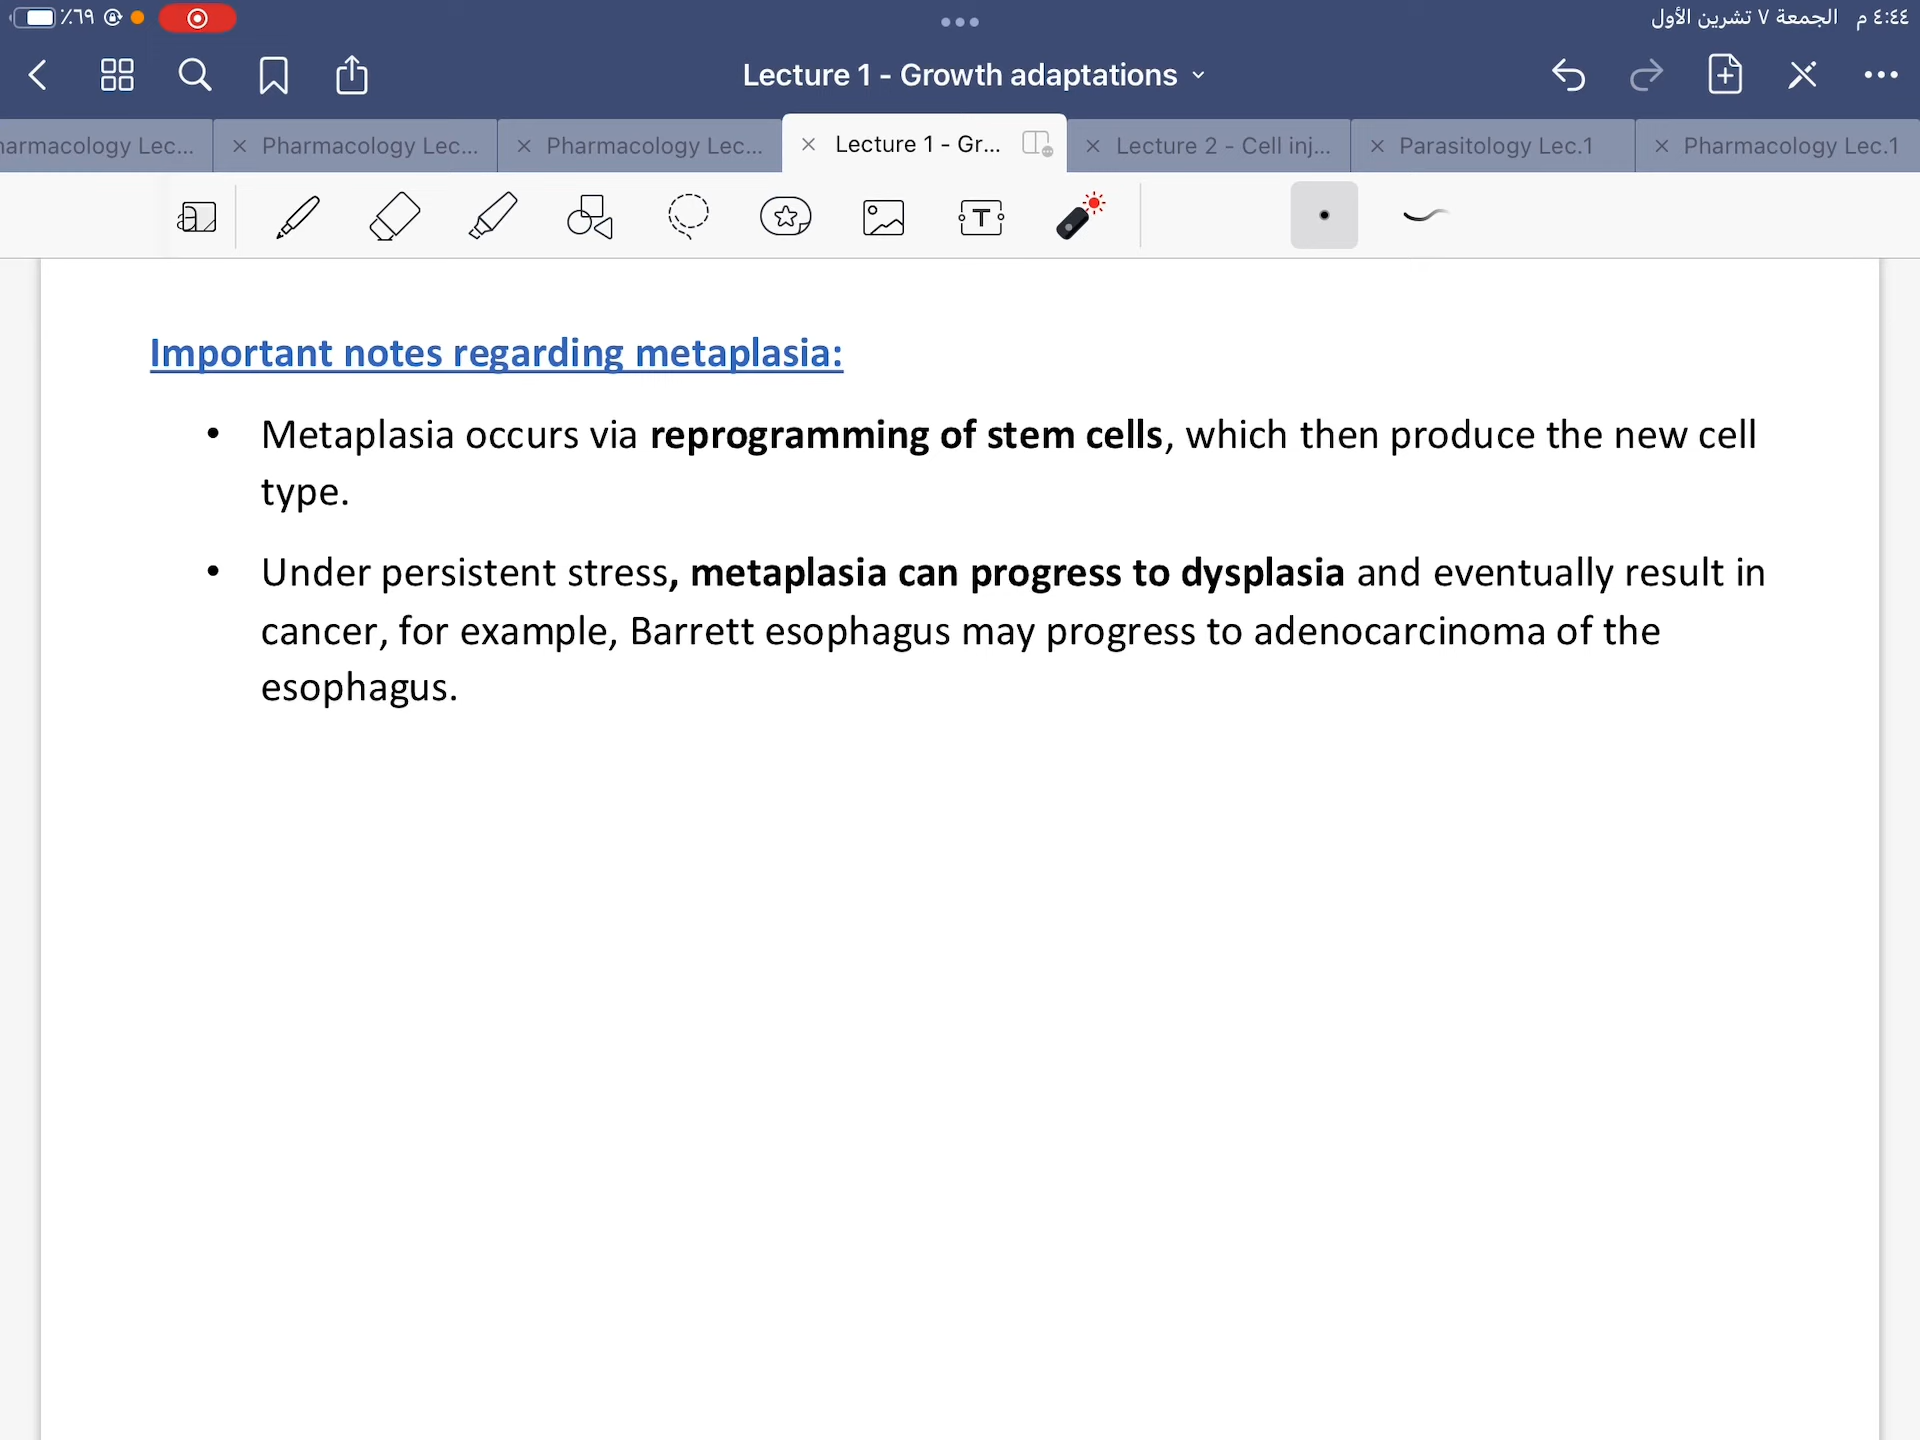 ٪٦٩
الجمعة ٧ تشرين الأول ٤:٤٤ م
Lecture 1 - Growth adaptations
armacology Lec...
Pharmacology Lec...
Pharmacology Lec...
Lecture 1 - Gr...
Lecture 2 - Cell inj...
Parasitology Lec.1
Pharmacology Lec.1
a
T
Important notes regarding metaplasia:
• Metaplasia occurs via reprogramming of stem cells, which then produce the new cell
type.
• Under persistent stress, metaplasia can progress to dysplasia and eventually result in
cancer, for example, Barrett esophagus may progress to adenocarcinoma of the
esophagus.